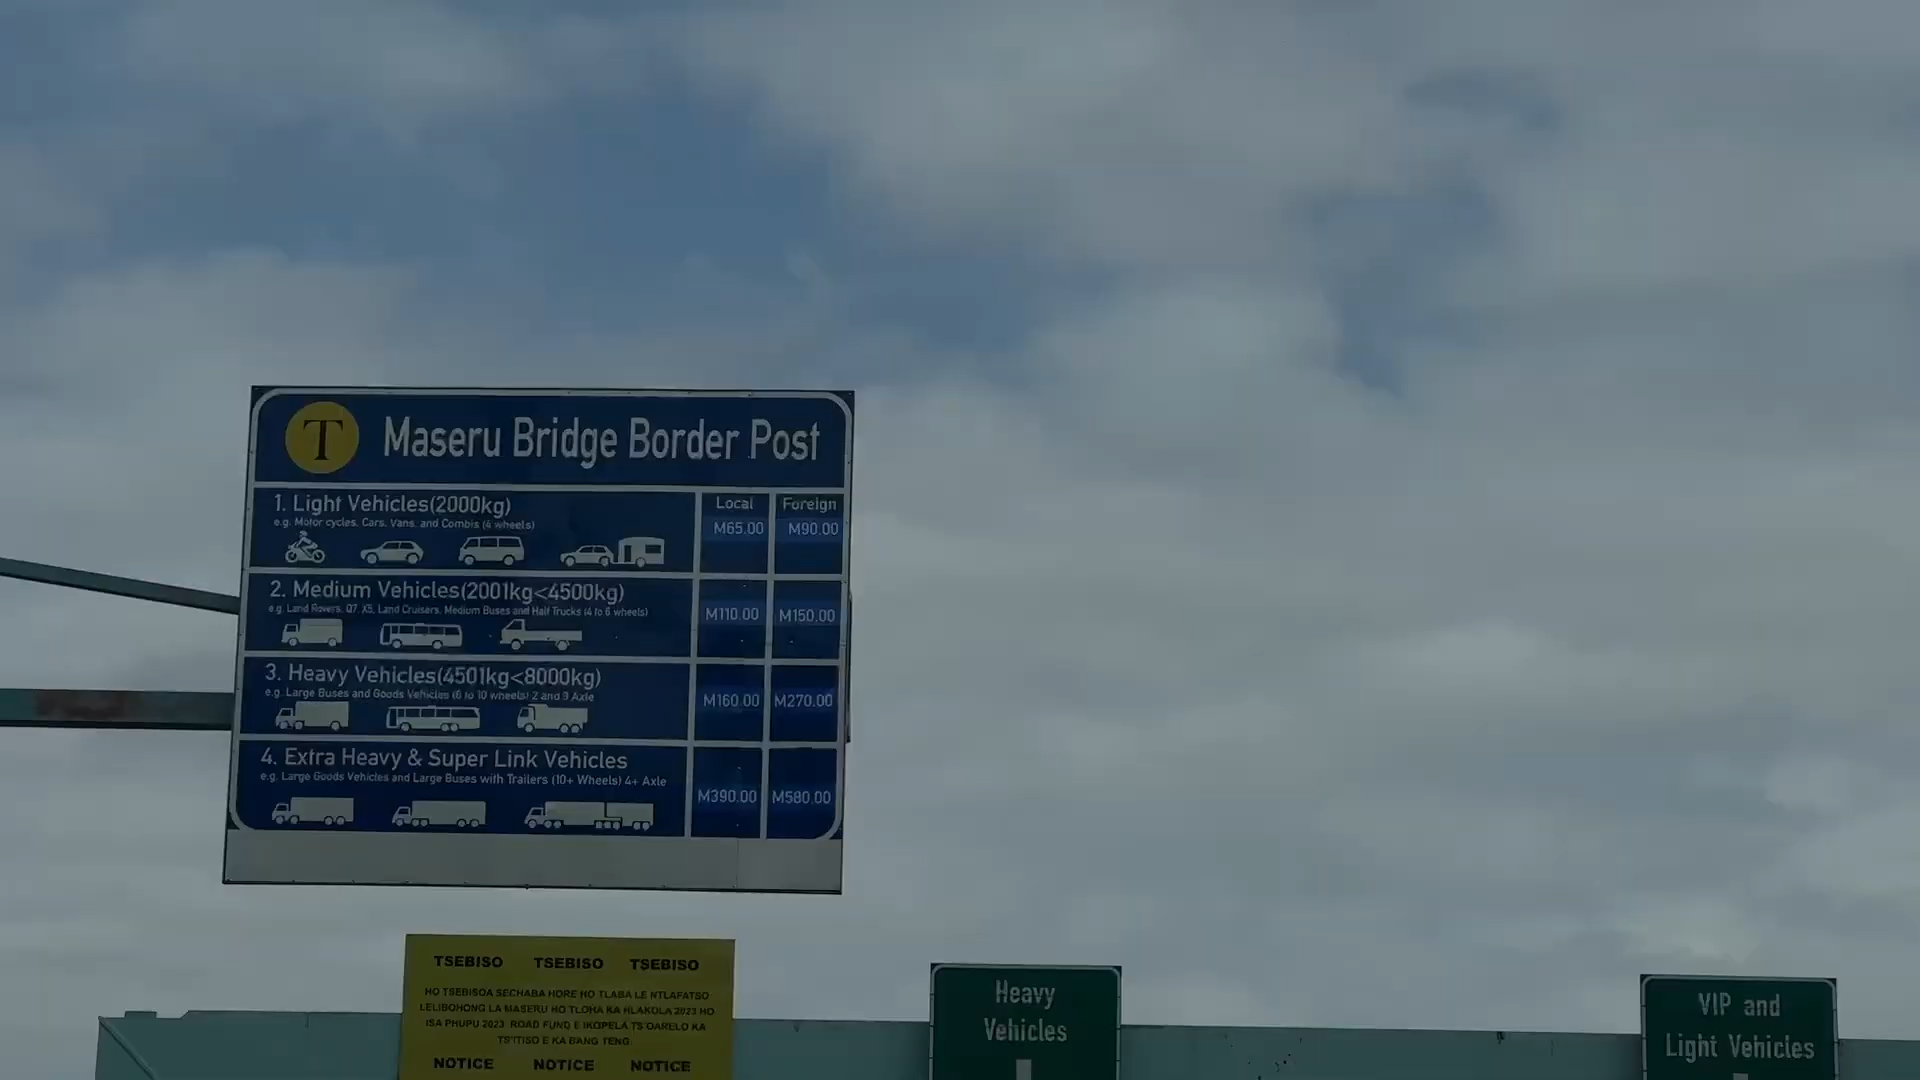 T Maseru Bridge Border Post
Local Foreign
1. Light Vehicles(2000kg)
e.g. Motor cycles, Cars, Vans, and Combis (4 wheels)
M65.00 M90.00
2. Medium Vehicles(2001kg<4500kg)
e.g. Land Rovers, Q7, X5, Land Cruisers, Medium Buses and Half Trucks (4 to 6 wheels)
M110.00 M150.00
3. Heavy Vehicles(4501kg<8000kg)
e.g. Large Buses and Goods Vehicles (6 to 10 wheels) 2 and 3 Axle
M160.00 M270.00
4. Extra Heavy & Super Link Vehicles
e.g. Large Goods Vehicles and Large Buses with Trailers (10+ Wheels) 4+ Axle
M390.00 M580.00
TSEBISO TSEBISO TSEBISO
HO TSEBISOA SECHABA HORE HO TLABA LE NTLAFATSO
LELIBOHONG LA MASERU HO TLOHA KA HLAKOLA 2023 HO
ISA PHUPU 2023 ROAD FUND E IKOPELA TS'OARELO KA
TS'ITISO E KA BANG TENG
NOTICE NOTICE NOTICE
Heavy
Vehicles
VIP and
Light Vehicles